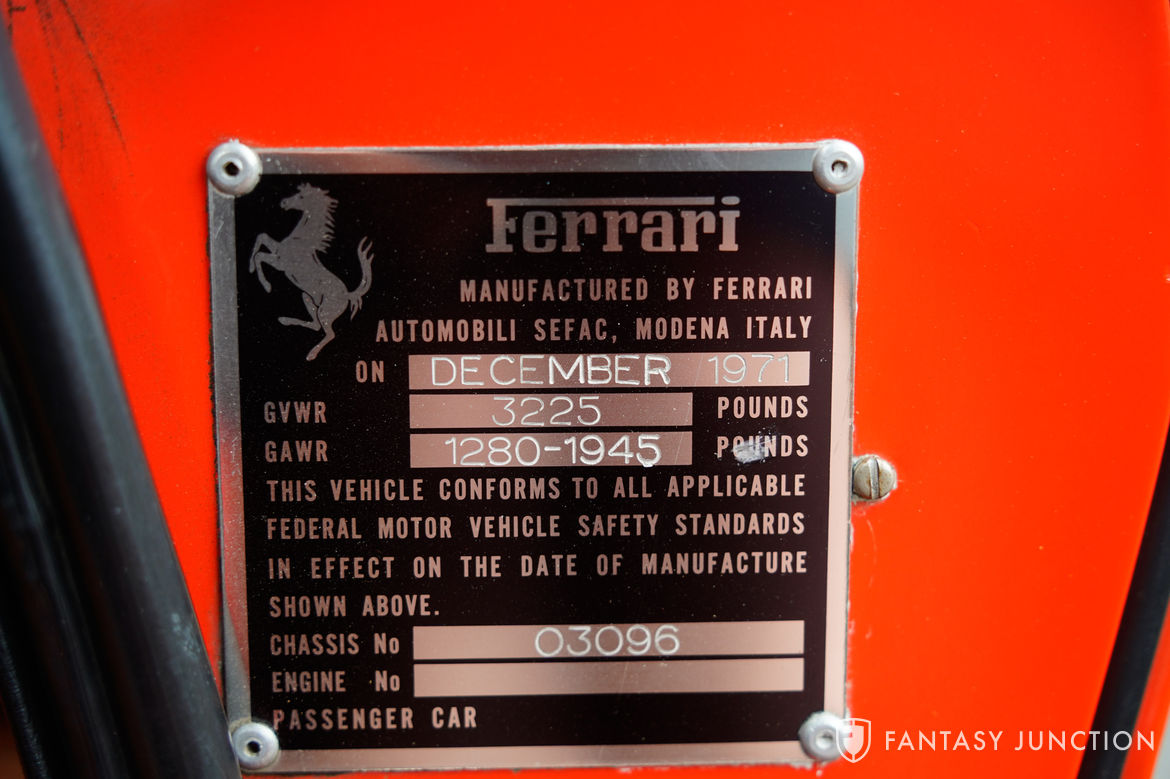 Ferrari
MANUFACTURED BY FERRARI
AUTOMOBILI SEFAC, MODENA ITALY
ON DECEMBER 1971
GVWR 3225 POUNDS
GAWR 1280-1945 POUNDS
THIS VEHICLE CONFORMS TO ALL APPLICABLE
FEDERAL MOTOR VEHICLE SAFETY STANDARDS
IN EFFECT ON THE DATE OF MANUFACTURE
SHOWN ABOVE.
CHASSIS No 03096
ENGINE No
PASSENGER CAR
FANTASY JUNCTION